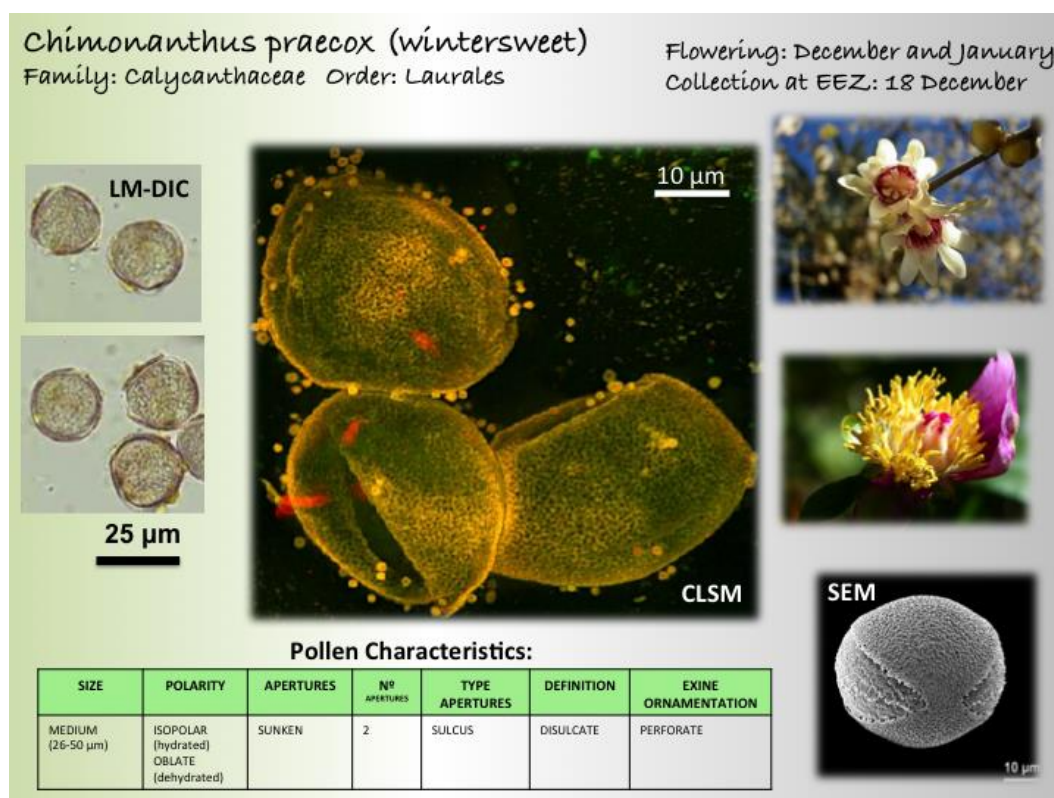 Chimonanthus praecox (wintersweet)
Family: Calycanthaceae Order: Laurales
Flowering: December and January
Collection at EEZ: 18 December
LM-DIC
10 µm
25 µm
CLSM
SEM
10 µm
Pollen Characteristics:
SIZE
POLARITY
APERTURES
Nº
APERTURES
TYPE
APERTURES
DEFINITION
EXINE
ORNAMENTATION
MEDIUM
(26-50 µm)
ISOPOLAR
(hydrated)
OBLATE
(dehydrated)
SUNKEN
2
SULCUS
DISULCATE
PERFORATE